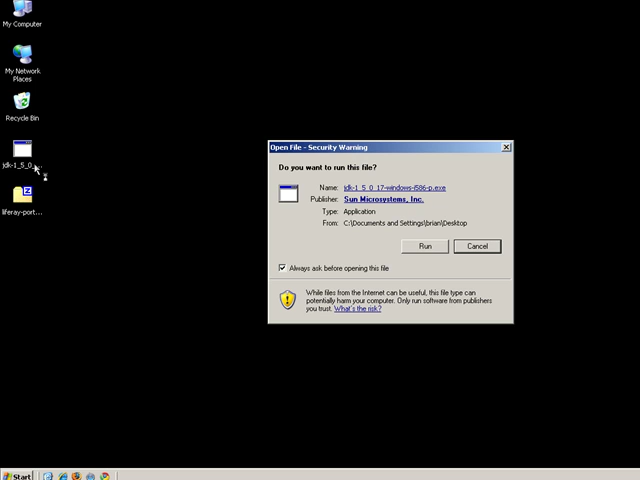 My Computer
My Network
Places
Recycle Bin
jdk-1_5_0_...
liferay-port...
Open File - Security Warning
Do you want to run this file?
Name: jdk-1_5_0_17-windows-i586-p.exe
Publisher: Sun Microsystems, Inc.
Type: Application
From: C:\Documents and Settings\brian\Desktop
Run Cancel
Always ask before opening this file
While files from the Internet can be useful, this file type can
potentially harm your computer. Only run software from publishers
you trust. What's the risk?
Start